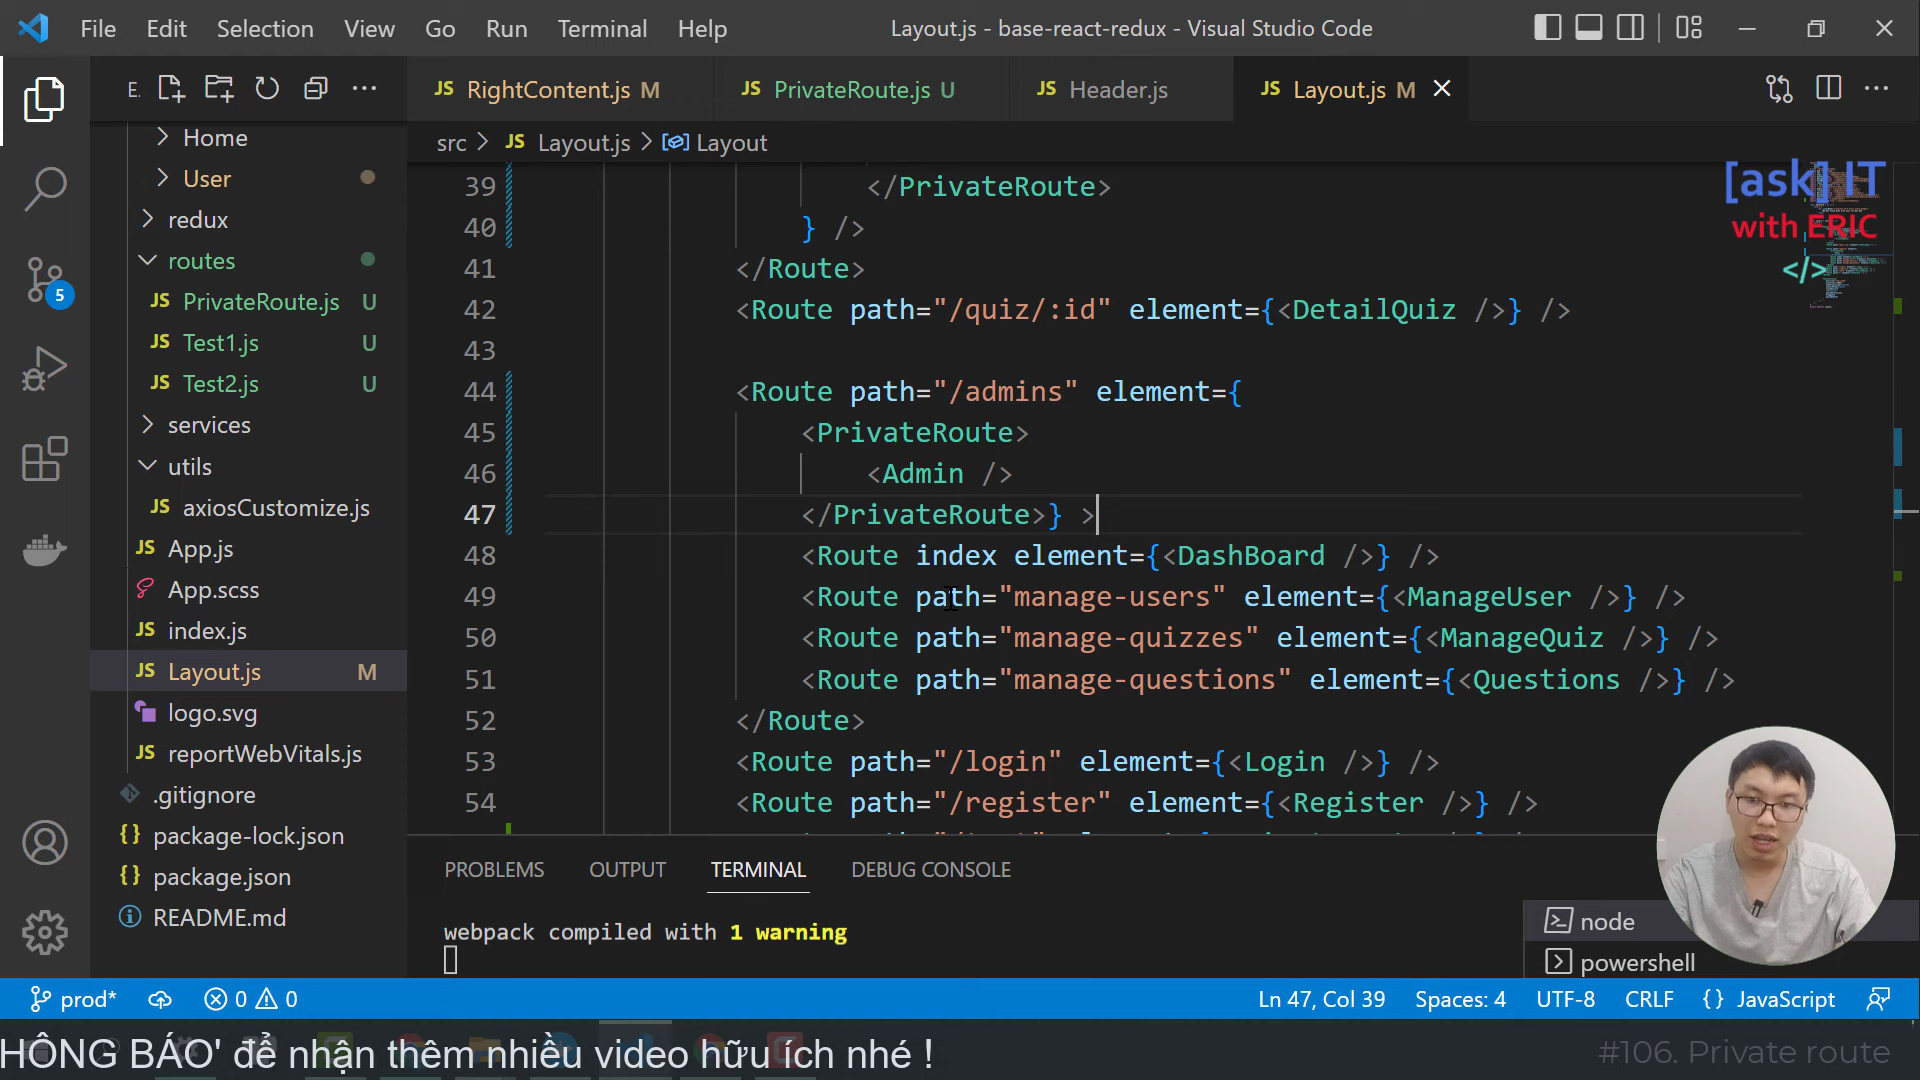 File Edit Selection View Go Run Terminal Help
Layout.js - base-react-redux - Visual Studio Code
E.
RightContent.js M
PrivateRoute.js U
Header.js
Layout.js M
src > JS Layout.js > Layout
Home
User
redux
routes
JS PrivateRoute.js U
JS Test1.js U
JS Test2.js U
services
utils
JS axiosCustomize.js
JS App.js
App.scss
JS index.js
JS Layout.js M
logo.svg
JS reportWebVitals.js
.gitignore
{} package-lock.json
{} package.json
README.md
5
39 </PrivateRoute>
40 } />
41 </Route>
42 <Route path="/quiz/:id" element={<DetailQuiz />} />
43
44 <Route path="/admins" element={
45 <PrivateRoute>
46 <Admin />
47 </PrivateRoute>} >
48 <Route index element={<DashBoard />} />
49 <Route path="manage-users" element={<ManageUser />} />
50 <Route path="manage-quizzes" element={<ManageQuiz />} />
51 <Route path="manage-questions" element={<Questions />} />
52 </Route>
53 <Route path="/login" element={<Login />} />
54 <Route path="/register" element={<Register />} />
[ask] IT
with ERIC
</>
PROBLEMS OUTPUT TERMINAL DEBUG CONSOLE
webpack compiled with 1 warning
node
powershell
prod* 0 0
Ln 47, Col 39 Spaces: 4 UTF-8 CRLF {} JavaScript
HÔNG BÁO' để nhận thêm nhiều video hữu ích nhé !
#106. Private route